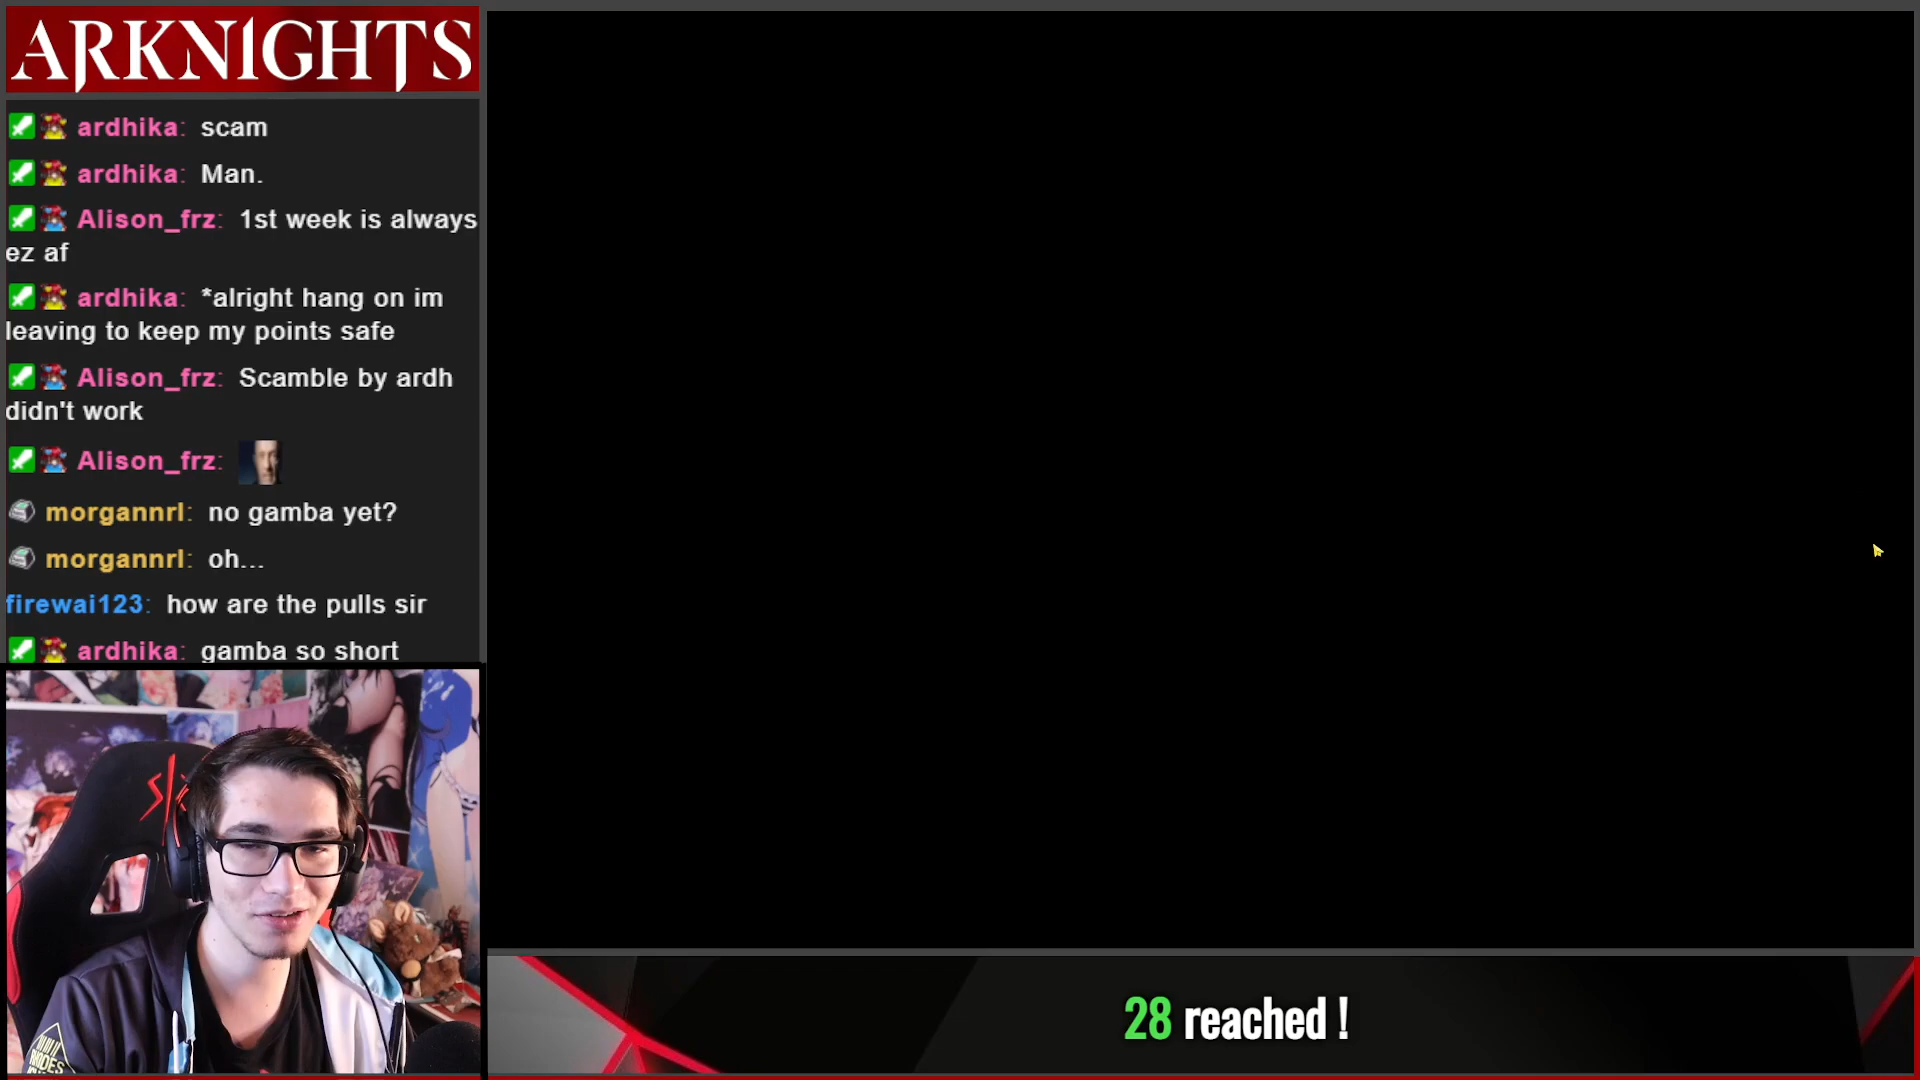 ARKNIGHTS
ardhika: scam
ardhika: Man.
Alison_frz: 1st week is always
ez af
ardhika: *alright hang on im
leaving to keep my points safe
Alison_frz: Scamble by ardh
didn't work
Alison_frz:
morgannrl: no gamba yet?
morgannrl: oh...
firewai123: how are the pulls sir
ardhika: gamba so short
28 reached !